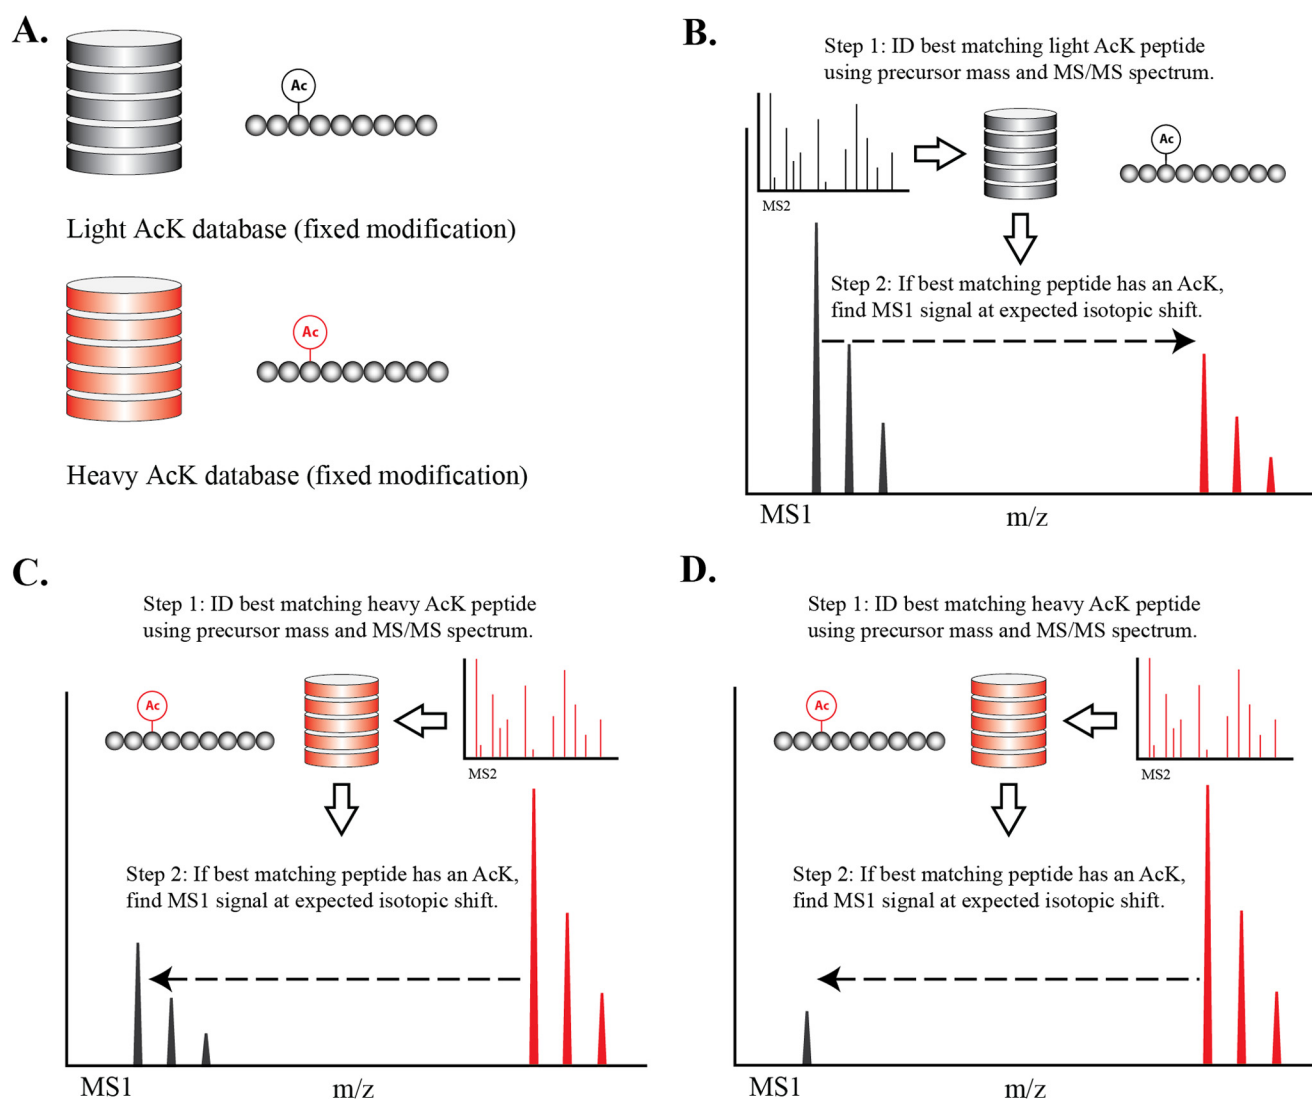 A.
Ac
Light AcK database (fixed modification)
Ac
Heavy AcK database (fixed modification)
B.
Step 1: ID best matching light AcK peptide
using precursor mass and MS/MS spectrum.
Ac
MS2
Step 2: If best matching peptide has an AcK,
find MS1 signal at expected isotopic shift.
MS1
m/z
C.
Step 1: ID best matching heavy AcK peptide
using precursor mass and MS/MS spectrum.
Ac
MS2
Step 2: If best matching peptide has an AcK,
find MS1 signal at expected isotopic shift.
MS1
m/z
D.
Step 1: ID best matching heavy AcK peptide
using precursor mass and MS/MS spectrum.
Ac
MS2
Step 2: If best matching peptide has an AcK,
find MS1 signal at expected isotopic shift.
MS1
m/z